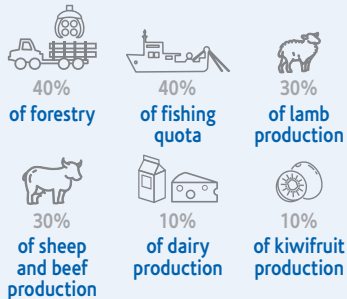 40%
of forestry
40%
of fishing
quota
30%
of lamb
production
30%
of sheep
and beef
production
10%
of dairy
production
10%
of kiwifruit
production